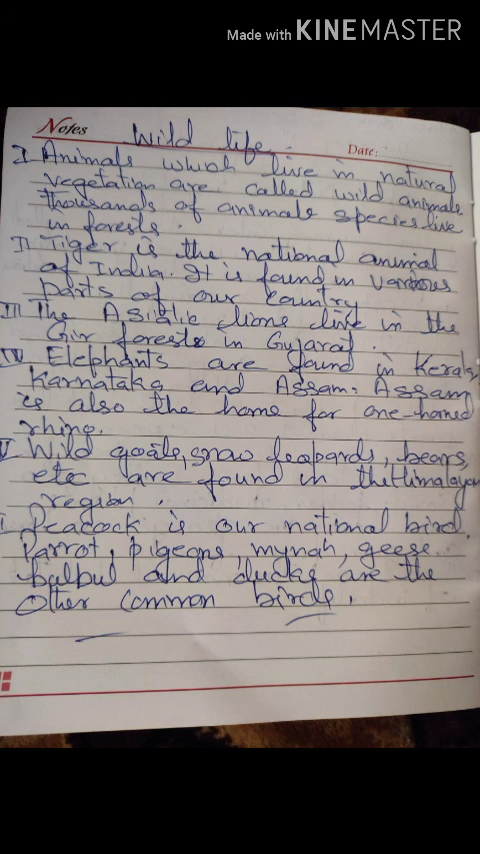 Made with KINEMASTER
Notes
Wild life.
Date:
I Animals which live in natural
vegetation are called wild animals
thousands of animals species live
in forests.
II Tiger is the national animal
of India. It is found in various
parts of our country
III The Asiatic lions live in the
Gir forests in Gujarat.
IV Elephants are found in Kerala,
Karnataka and Assam. Assam
is also the home for one-horned
rhino.
V Wild goats, snow leopards, bears,
etc are found in the Himalayan
region.
Peacock is our national bird.
Parrot, pigeons, mynah, geese.
bulbul and ducks are the
other common birds.